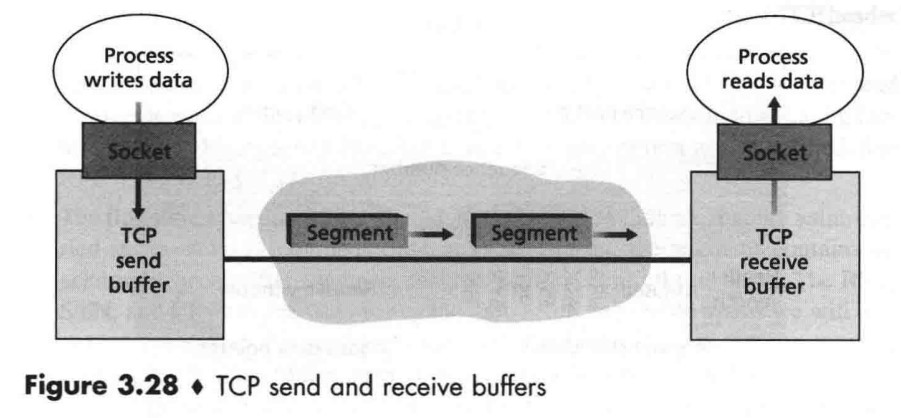 Process
writes data
Process
reads data
Socket
Socket
Segment
Segment
TCP
send
buffer
TCP
receive
buffer
Figure 3.28 ♦ TCP send and receive buffers